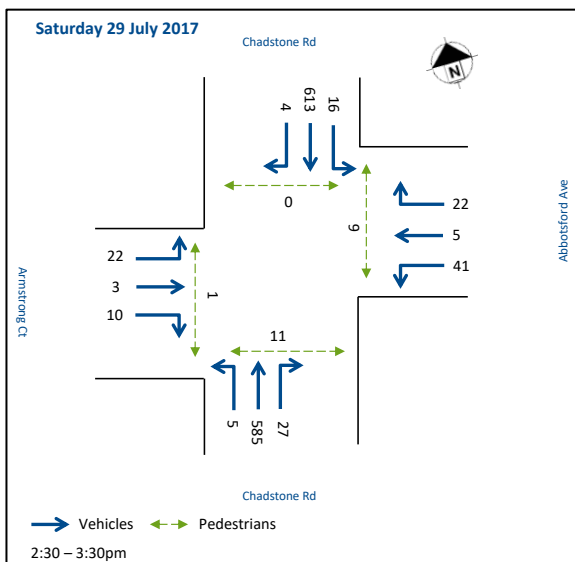 Saturday 29 July 2017
Chadstone Rd
N
4
613
16
0
22
5
41
Abbotsford Ave
22
3
10
1
Armstrong Ct
11
5
585
27
Chadstone Rd
Vehicles
Pedestrians
2:30 – 3:30pm